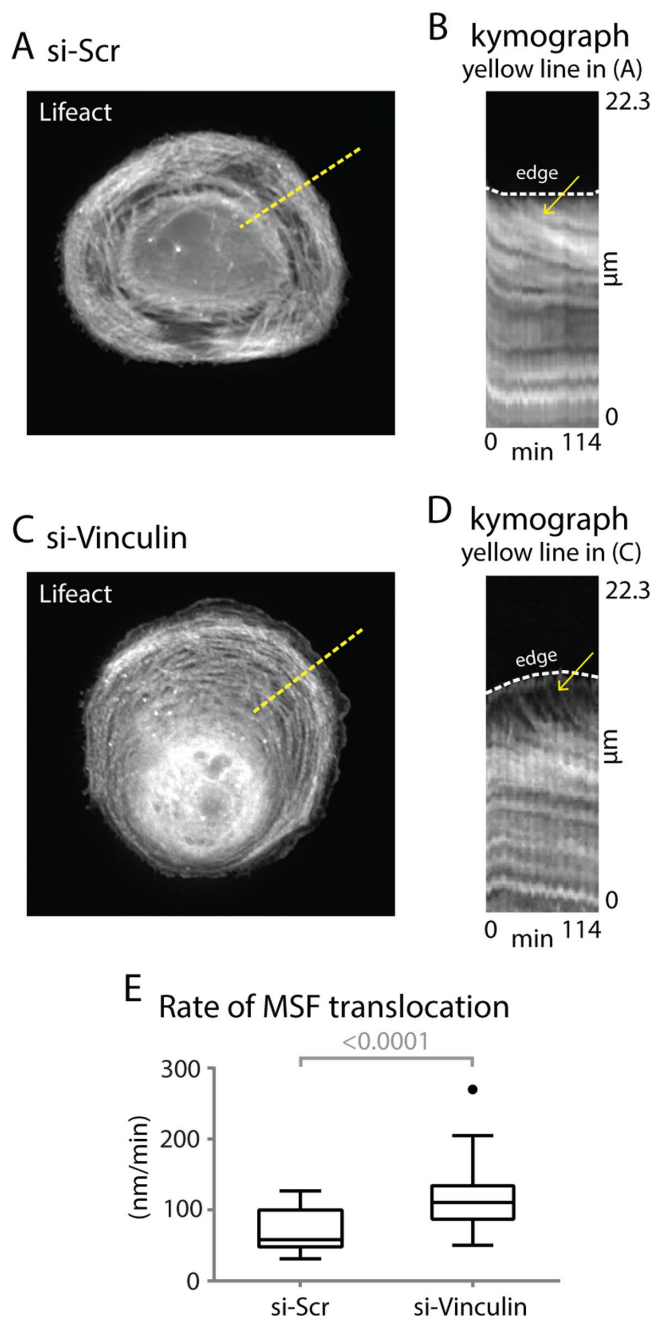 A si-Scr
Lifeact
B kymograph
yellow line in (A)
22.3
edge
µm
0
0 min 114
C si-Vinculin
Lifeact
D kymograph
yellow line in (C)
22.3
edge
µm
0
0 min 114
E Rate of MSF translocation
<0.0001
(nm/min)
300
200
100
0
si-Scr si-Vinculin